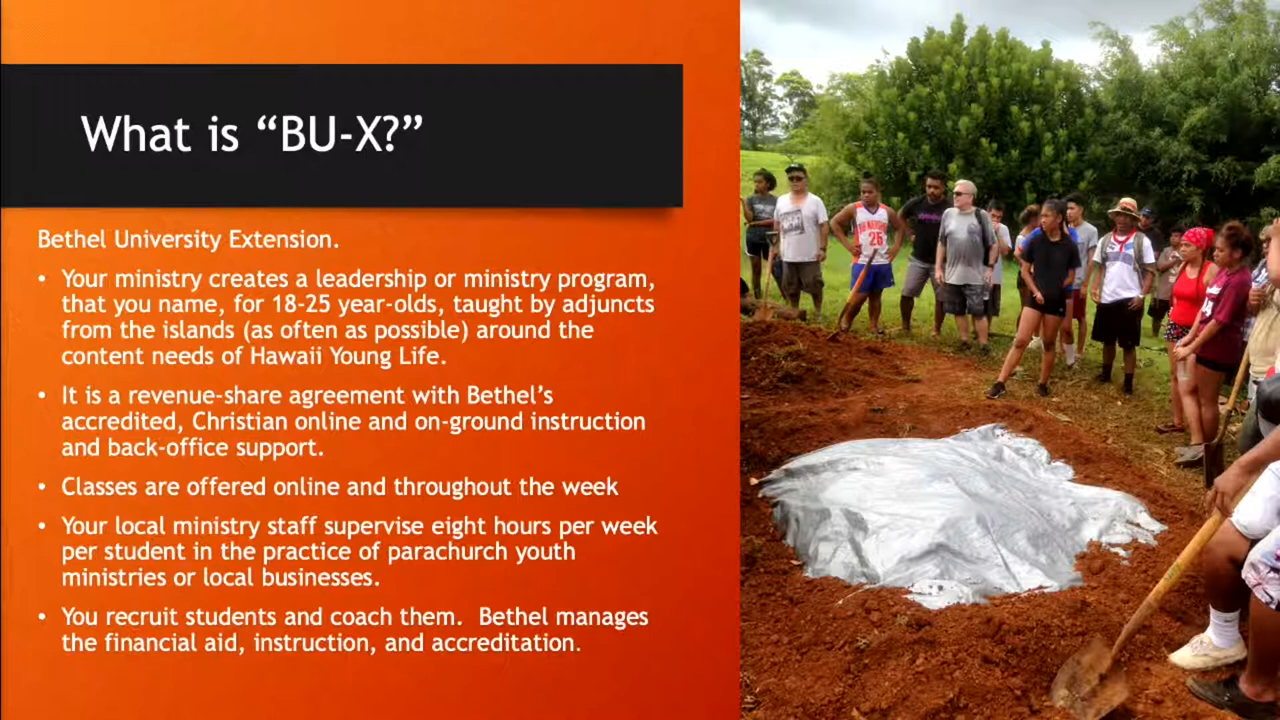 What is “BU-X?”
Bethel University Extension.
• Your ministry creates a leadership or ministry program,
that you name, for 18-25 year-olds, taught by adjuncts
from the islands (as often as possible) around the
content needs of Hawaii Young Life.
• It is a revenue-share agreement with Bethel’s
accredited, Christian online and on-ground instruction
and back-office support.
• Classes are offered online and throughout the week
• Your local ministry staff supervise eight hours per week
per student in the practice of parachurch youth
ministries or local businesses.
• You recruit students and coach them.  Bethel manages
the financial aid, instruction, and accreditation.
26